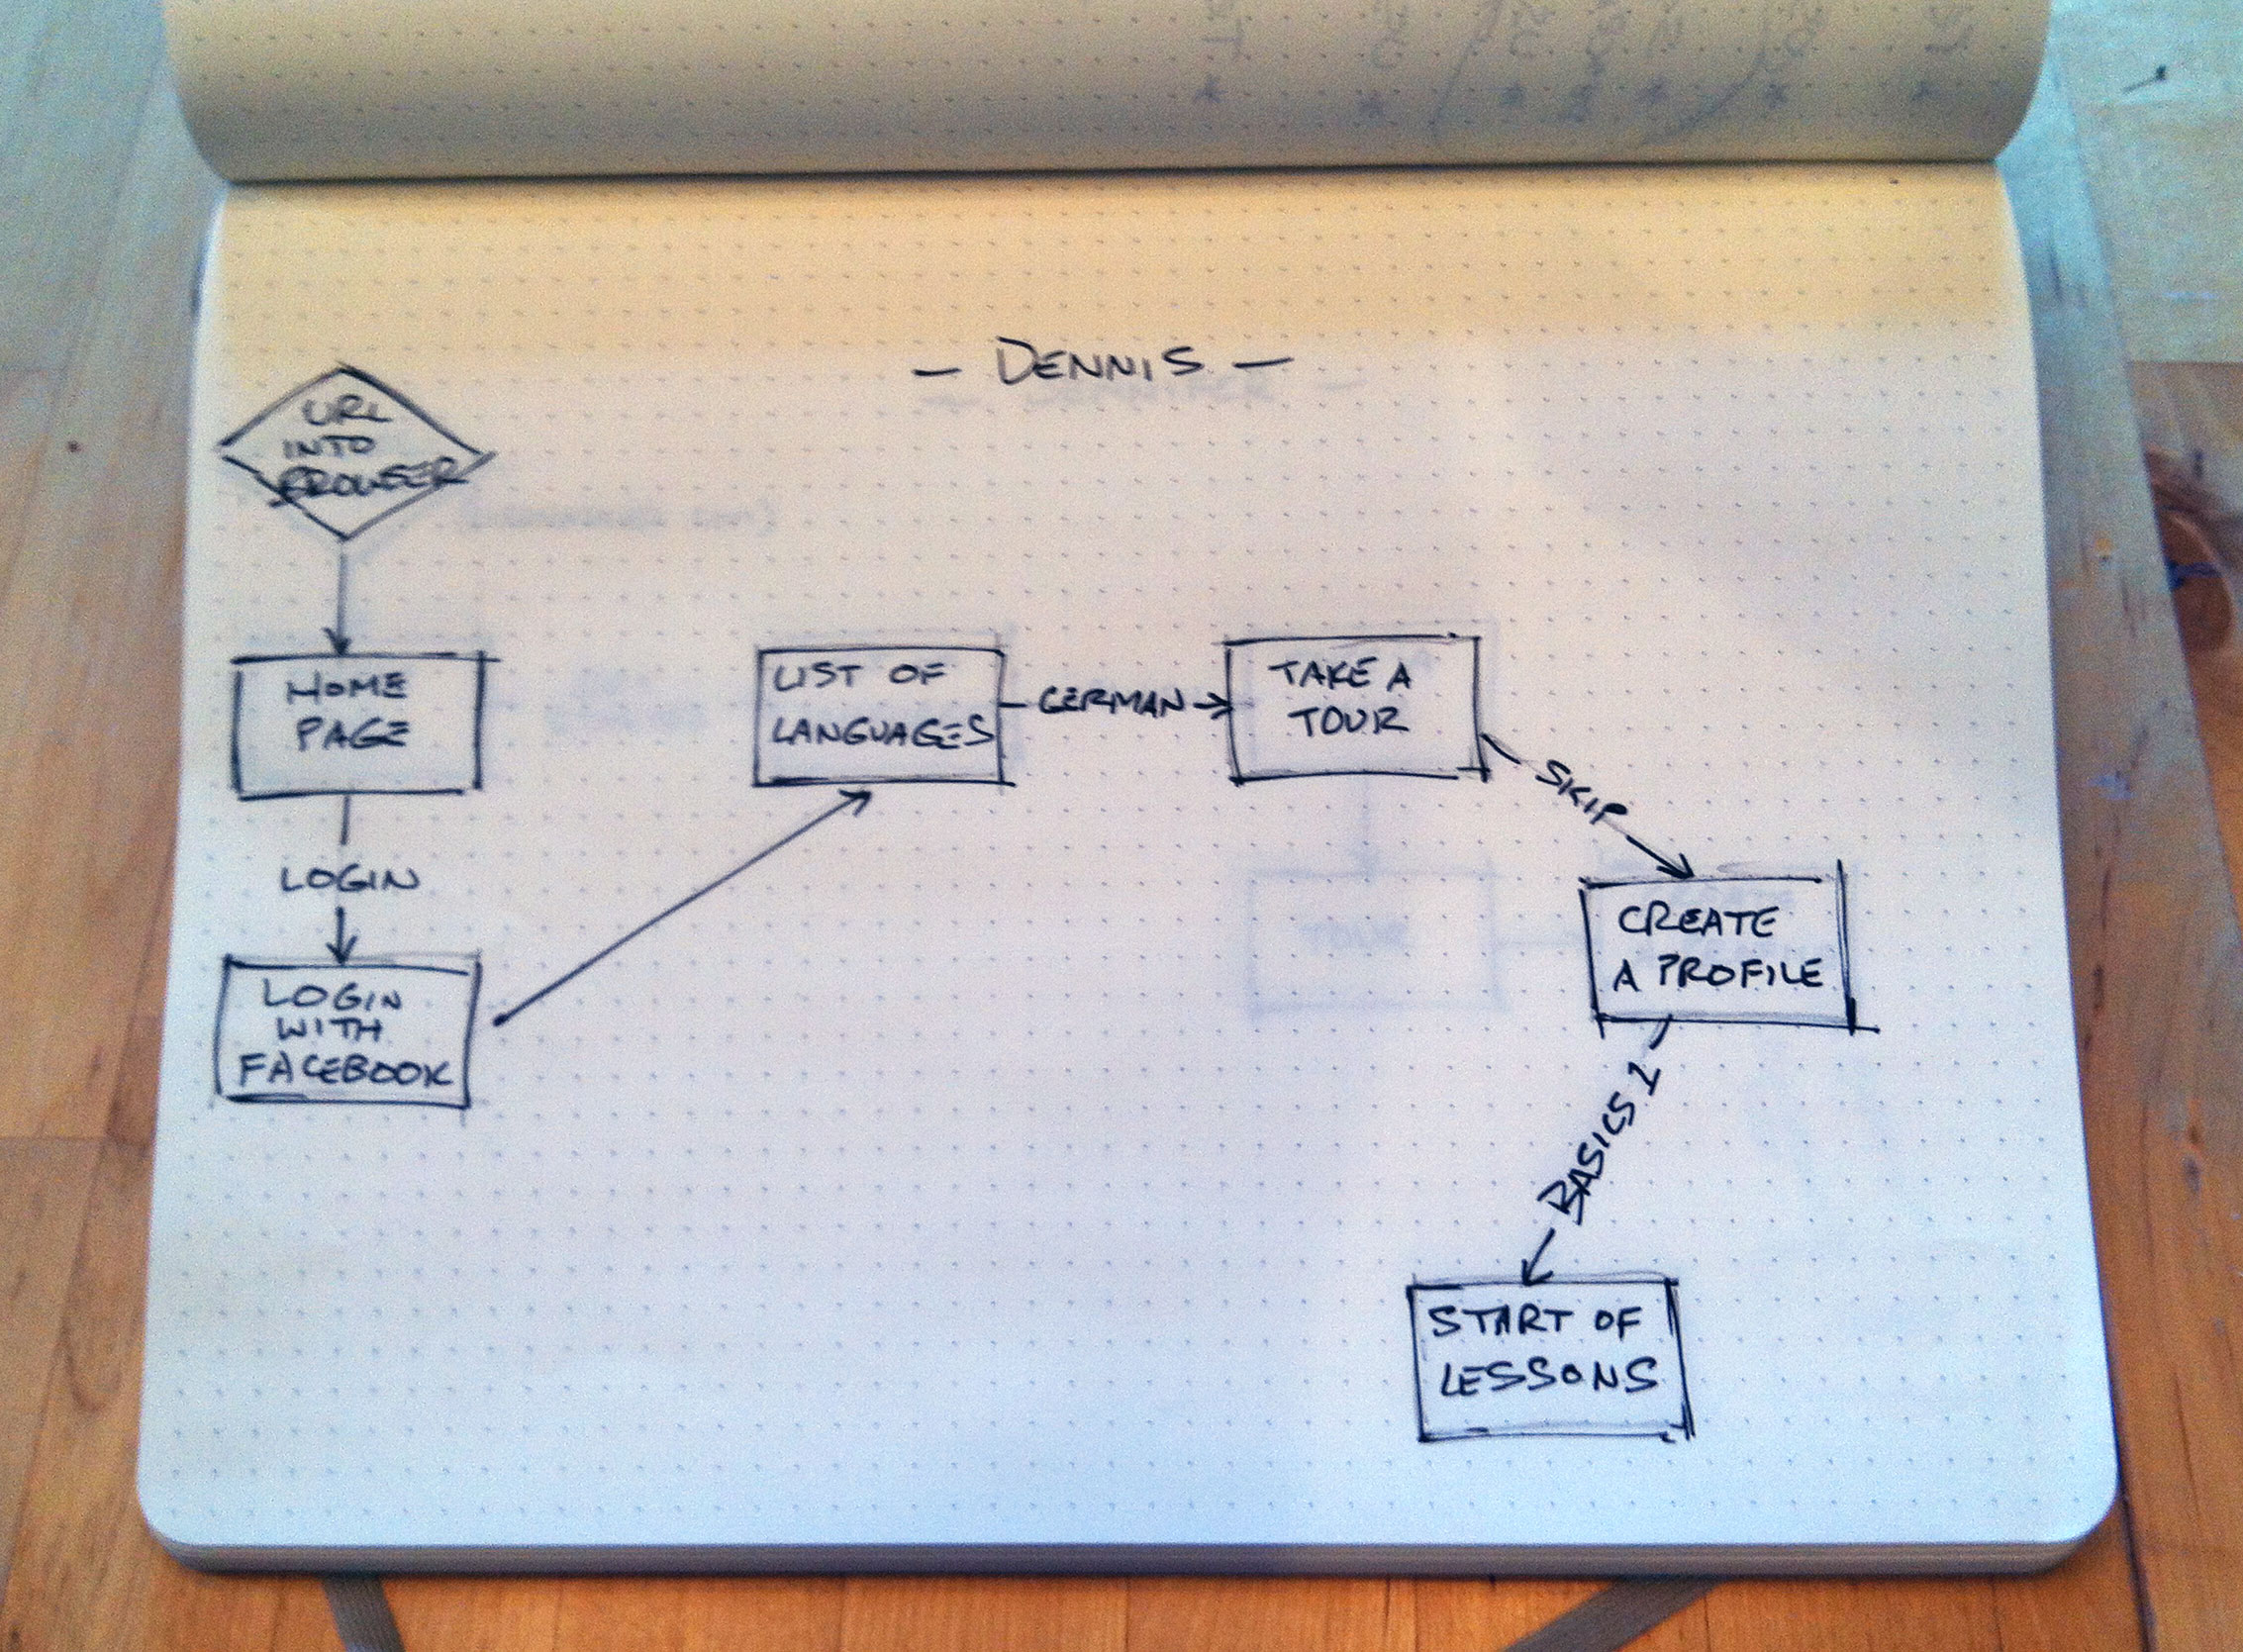 — DENNIS —
URL
INTO
BROWSER
HOME
PAGE
LOGIN
LOGIN
WITH
FACEBOOK
LIST OF
LANGUAGES
GERMAN
TAKE A
TOUR
SKIP
CREATE
A PROFILE
BASICS 1
START OF
LESSONS
TOUR